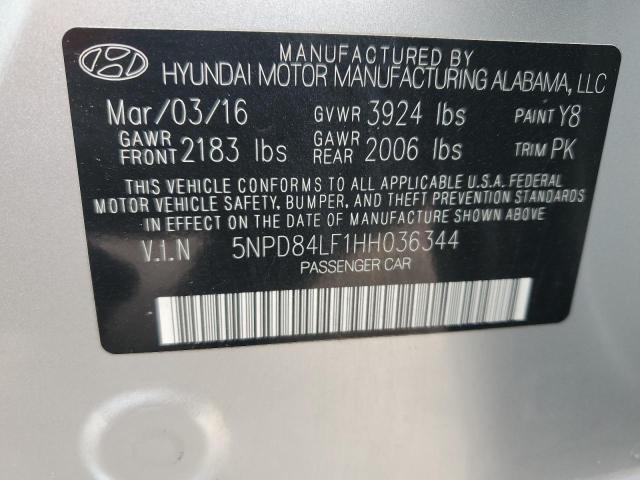 MANUFACTURED BY
HYUNDAI MOTOR MANUFACTURING ALABAMA, LLC
Mar/03/16 GVWR 3924 lbs PAINT Y8
GAWR FRONT 2183 lbs GAWR REAR 2006 lbs TRIM PK
THIS VEHICLE CONFORMS TO ALL APPLICABLE U.S.A. FEDERAL
MOTOR VEHICLE SAFETY, BUMPER, AND THEFT PREVENTION STANDARDS
IN EFFECT ON THE DATE OF MANUFACTURE SHOWN ABOVE.
V.I.N 5NPD84LF1HH036344
PASSENGER CAR